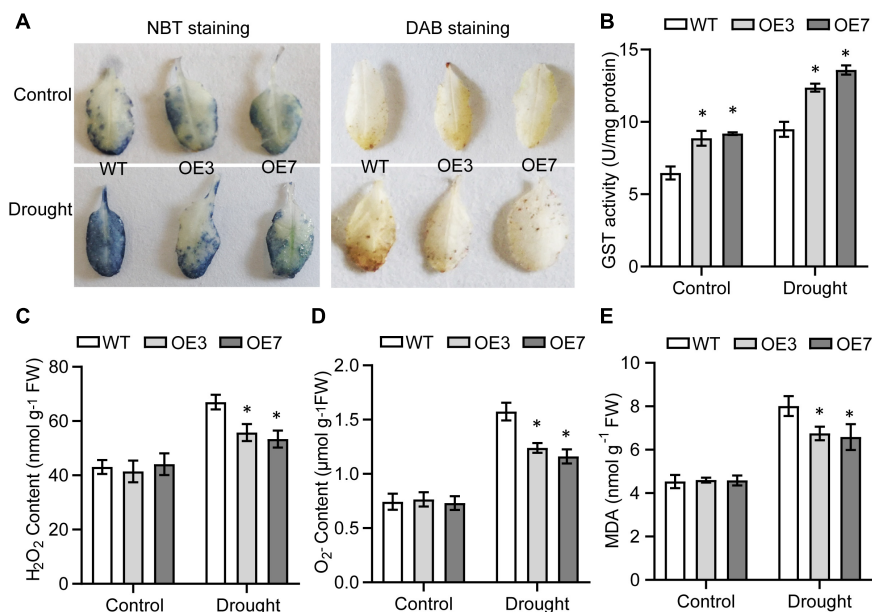 A
NBT staining
DAB staining
Control
WT
OE3
OE7
WT
OE3
OE7
Drought
B
WT
OE3
OE7
GST activity (U/mg protein)
15
10
5
0
*
*
*
*
Control
Drought
C
WT
OE3
OE7
H₂O₂ Content (nmol g⁻¹ FW)
80
60
40
20
0
*
*
Control
Drought
D
WT
OE3
OE7
O₂- Content (μmol g-¹FW)
2.0
1.5
1.0
0.5
0.0
*
*
Control
Drought
E
WT
OE3
OE7
MDA (nmol g⁻¹ FW)
10
8
6
4
2
0
*
*
Control
Drought